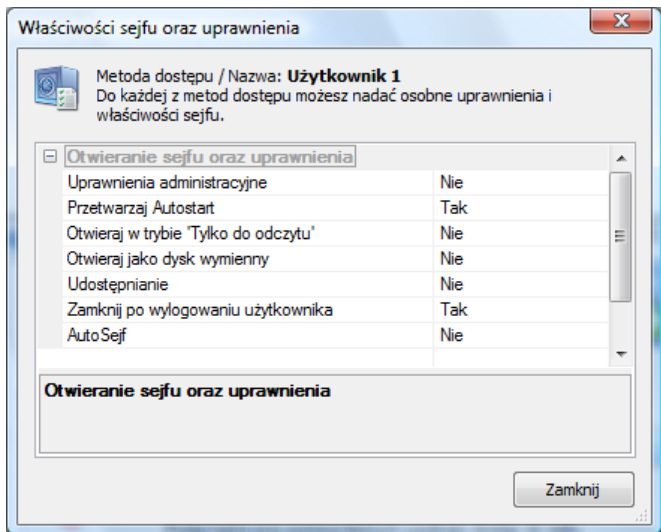 Właściwości sejfu oraz uprawnienia
Metoda dostępu / Nazwa: Użytkownik 1
Do każdej z metod dostępu możesz nadać osobne uprawnienia i
właściwości sejfu.
Otwieranie sejfu oraz uprawnienia
Uprawnienia administracyjne Nie
Przetwarzaj Autostart Tak
Otwieraj w trybie "Tylko do odczytu" Nie
Otwieraj jako dysk wymienny Nie
Udostępnianie Nie
Zamknij po wylogowaniu użytkownika Tak
AutoSejf Nie
Otwieranie sejfu oraz uprawnienia
Zamknij